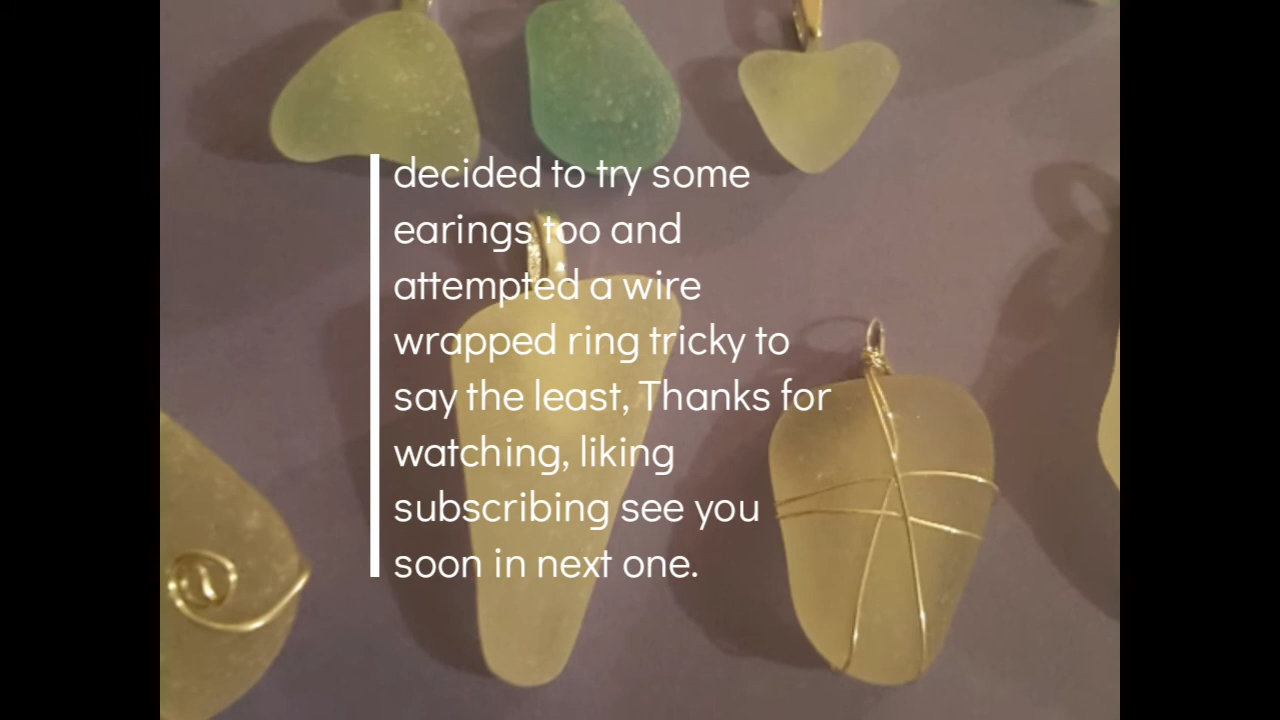 decided to try some
earings too and
attempted a wire
wrapped ring tricky to
say the least, Thanks for
watching, liking
subscribing see you
soon in next one.